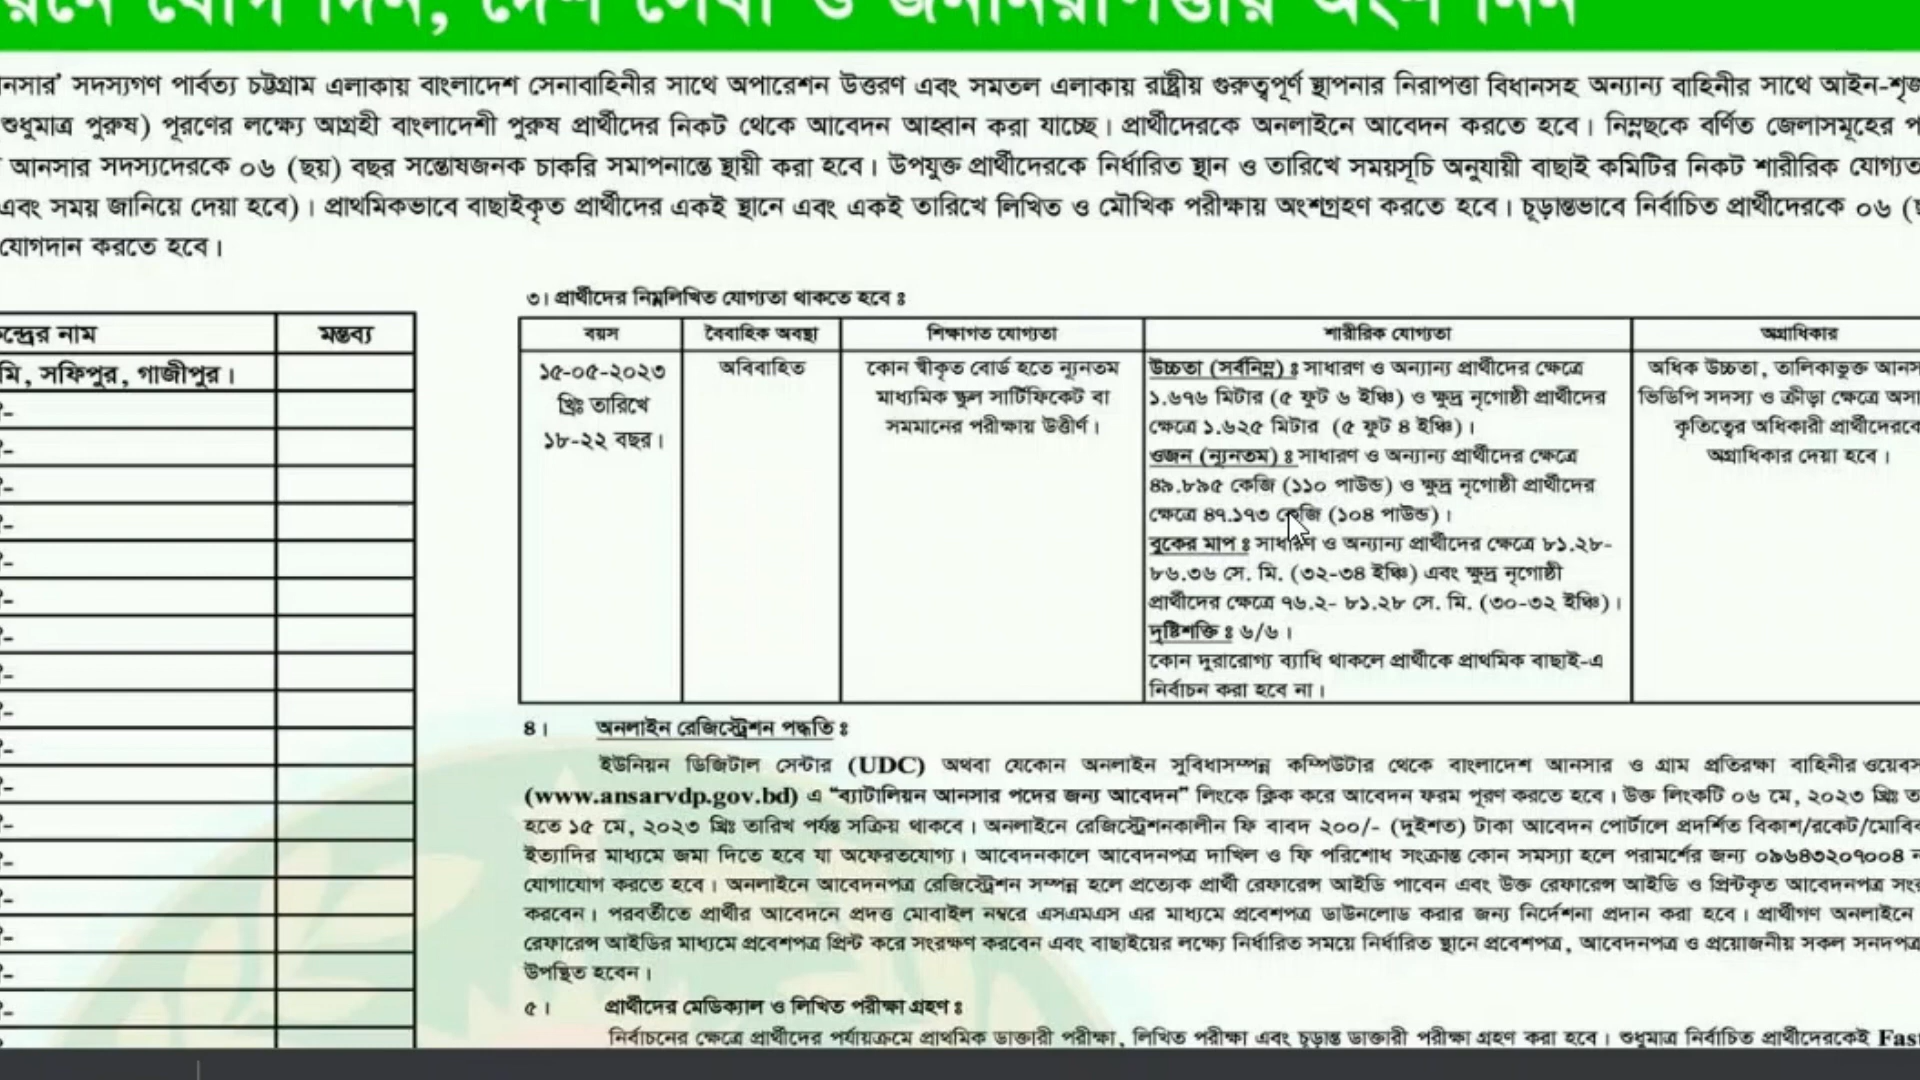 যোগ দিন, দেশ সেবা ও জননিরাপত্তার অংশ নিন
সদস্যগণ পার্বত্য চট্টগ্রাম এলাকায় বাংলাদেশ সেনাবাহিনীর সাথে অপারেশন উত্তরণ এবং সমতল এলাকায় রাষ্ট্রীয় গুরুত্বপূর্ণ স্থাপনার নিরাপত্তা বিধানসহ অন্যান্য বাহিনীর সাথে
শুধুমাত্র পুরুষ) পূরণের লক্ষ্যে আগ্রহী বাংলাদেশী পুরুষ প্রার্থীদের নিকট থেকে আবেদন আহ্বান করা যাচ্ছে। প্রার্থীদেরকে অনলাইনে আবেদন করতে হবে। নিম্নছকে বর্ণিত জেলাসমূহের
আনসার সদস্যদেরকে ০৬ (ছয়) বছর সন্তোষজনক চাকরি সমাপনান্তে স্থায়ী করা হবে। উপযুক্ত প্রার্থীদেরকে নির্ধারিত স্থান ও তারিখে সময়সূচি অনুযায়ী বাছাই কমিটির নিকট শারীরিক
এবং সময় জানিয়ে দেয়া হবে)। প্রাথমিকভাবে বাছাইকৃত প্রার্থীদের একই স্থানে এবং একই তারিখে লিখিত ও মৌখিক পরীক্ষায় অংশগ্রহণ করতে হবে। চূড়ান্তভাবে নির্বাচিত প্রার্থীদেরকে ০৬
যোগদান করতে হবে।
নাম মন্তব্য
সফিপুর, গাজীপুর।
৩। প্রার্থীদের নিম্নলিখিত যোগ্যতা থাকতে হবে ঃ
বয়স বৈবাহিক অবস্থা শিক্ষাগত যোগ্যতা শারীরিক যোগ্যতা অগ্রাধিকার
১৫-০৫-২০২৩
খ্রিঃ তারিখে
১৮-২২ বছর।
অবিবাহিত
কোন স্বীকৃত বোর্ড হতে ন্যূনতম
মাধ্যমিক স্কুল সার্টিফিকেট বা
সমমানের পরীক্ষায় উত্তীর্ণ।
উচ্চতা (সর্বনিম্ন) ঃ সাধারণ ও অন্যান্য প্রার্থীদের ক্ষেত্রে
১.৬৭৬ মিটার (৫ ফুট ৬ ইঞ্চি) ও ক্ষুদ্র নৃগোষ্ঠী প্রার্থীদের
ক্ষেত্রে ১.৬২৫ মিটার (৫ ফুট ৪ ইঞ্চি)।
ওজন (ন্যূনতম) ঃ সাধারণ ও অন্যান্য প্রার্থীদের ক্ষেত্রে
৪৯.৮৯৫ কেজি (১১০ পাউন্ড) ও ক্ষুদ্র নৃগোষ্ঠী প্রার্থীদের
ক্ষেত্রে ৪৭.১৭৩ কেজি (১০৪ পাউন্ড)।
বুকের মাপ ঃ সাধারণ ও অন্যান্য প্রার্থীদের ক্ষেত্রে ৮১.২৮-
৮৬.৩৬ সে. মি. (৩২-৩৪ ইঞ্চি) এবং ক্ষুদ্র নৃগোষ্ঠী
প্রার্থীদের ক্ষেত্রে ৭৬.২- ৮১.২৮ সে. মি. (৩০-৩২ ইঞ্চি)।
দৃষ্টিশক্তি ঃ ৬/৬।
কোন দুরারোগ্য ব্যাধি থাকলে প্রার্থীকে প্রাথমিক বাছাই-এ
নির্বাচন করা হবে না।
অধিক উচ্চতা, তালিকাভুক্ত
ভিডিপি সদস্য ও ক্রীড়া ক্ষেত্রে
কৃতিত্বের অধিকারী প্রার্থীদেরকে
অগ্রাধিকার দেয়া হবে।
৪। অনলাইন রেজিস্ট্রেশন পদ্ধতি ঃ
ইউনিয়ন ডিজিটাল সেন্টার (UDC) অথবা যেকোন অনলাইন সুবিধাসম্পন্ন কম্পিউটার থেকে বাংলাদেশ আনসার ও গ্রাম প্রতিরক্ষা বাহিনীর
(www.ansarvdp.gov.bd) এ “ব্যাটালিয়ন আনসার পদের জন্য আবেদন” লিংকে ক্লিক করে আবেদন ফরম পূরণ করতে হবে। উক্ত লিংকটি ০৬ মে, ২০২৩ খ্রিঃ
হতে ১৫ মে, ২০২৩ খ্রিঃ তারিখ পর্যন্ত সক্রিয় থাকবে। অনলাইনে রেজিস্ট্রেশনকালীন ফি বাবদ ২০০/- (দুইশত) টাকা আবেদন পোর্টালে প্রদর্শিত বিকাশ/রকেট/
ইত্যাদির মাধ্যমে জমা দিতে হবে যা অফেরতযোগ্য। আবেদনকালে আবেদনপত্র দাখিল ও ফি পরিশোধ সংক্রান্ত কোন সমস্যা হলে পরামর্শের জন্য ০৯৬৪৩২০৭০০৪
যোগাযোগ করতে হবে। অনলাইনে আবেদনপত্র রেজিস্ট্রেশন সম্পন্ন হলে প্রত্যেক প্রার্থী রেফারেন্স আইডি পাবেন এবং উক্ত রেফারেন্স আইডি ও প্রিন্টকৃত আবেদনপত্র
করবেন। পরবর্তীতে প্রার্থীর আবেদনে প্রদত্ত মোবাইল নম্বরে এসএমএস এর মাধ্যমে প্রবেশপত্র ডাউনলোড করার জন্য নির্দেশনা প্রদান করা হবে। প্রার্থীগণ অনলাইনে
রেফারেন্স আইডির মাধ্যমে প্রবেশপত্র প্রিন্ট করে সংরক্ষণ করবেন এবং বাছাইয়ের লক্ষ্যে নির্ধারিত সময়ে নির্ধারিত স্থানে প্রবেশপত্র, আবেদনপত্র ও প্রয়োজনীয় সকল সনদপত্র
উপস্থিত হবেন।
৫। প্রার্থীদের মেডিক্যাল ও লিখিত পরীক্ষা গ্রহণ ঃ
নির্বাচনের ক্ষেত্রে প্রার্থীদের পর্যায়ক্রমে প্রাথমিক ডাক্তারী পরীক্ষা, লিখিত পরীক্ষা এবং চূড়ান্ত ডাক্তারী পরীক্ষা গ্রহণ করা হবে। শুধুমাত্র নির্বাচিত প্রার্থীদেরকেই